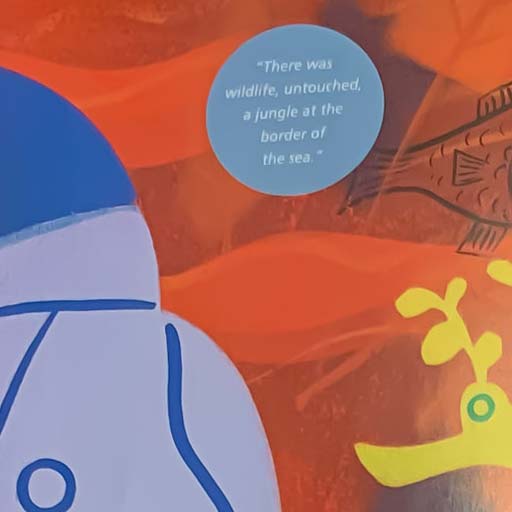 "There was
wildlife, untouched,
a jungle at the
border of
the sea."